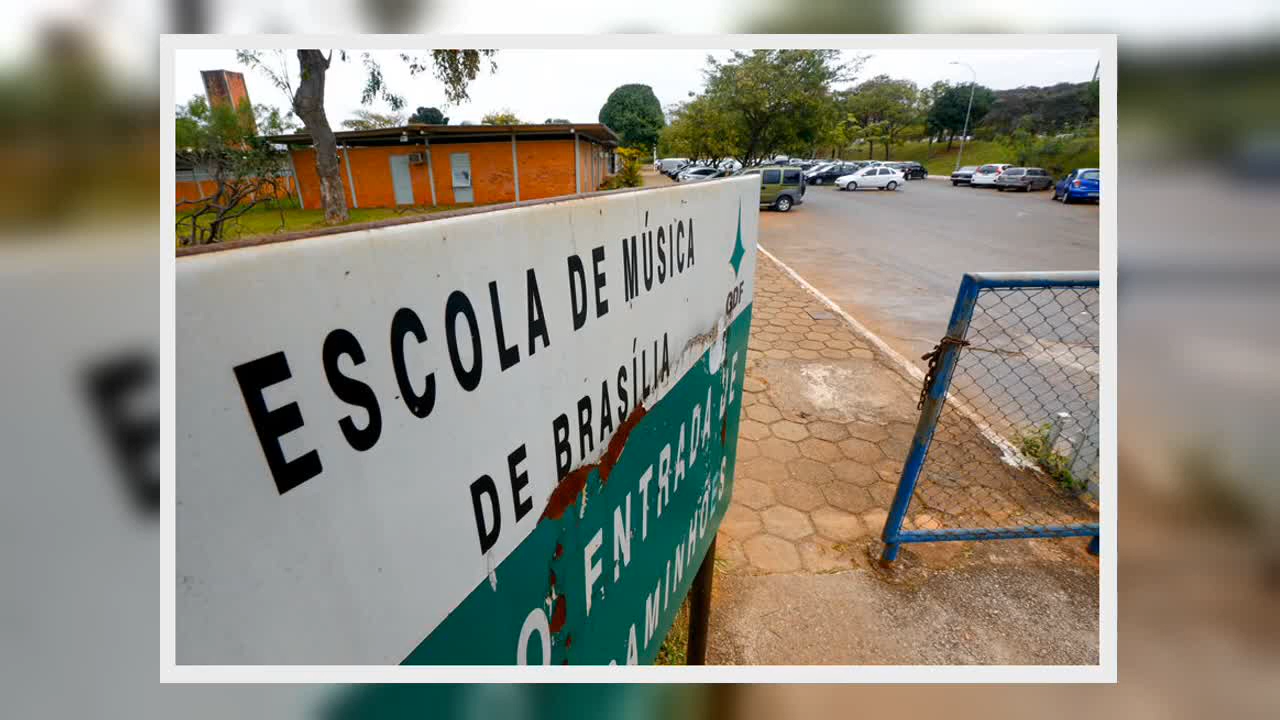 ESCOLA DE MÚSICA
DE BRASÍLIA
GDF
O ENTRADA DE
CAMINHÕES